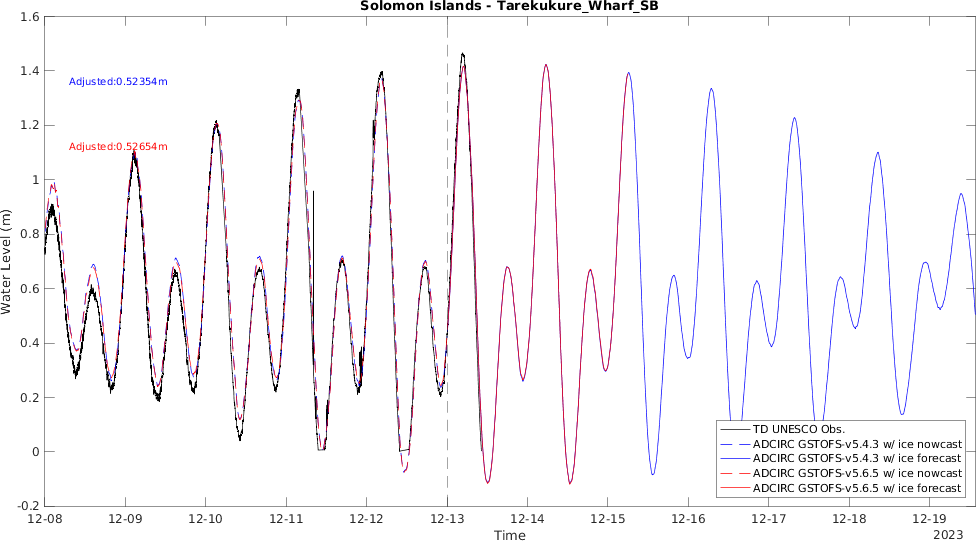 Solomon Islands - Tarekukure_Wharf_SB
1.6
1.4
1.2
1
0.8
0.6
0.4
0.2
0
-0.2
Water Level (m)
Adjusted:0.52354m
Adjusted:0.52654m
TD UNESCO Obs.
ADCIRC GSTOFS-v5.4.3 w/ ice nowcast
ADCIRC GSTOFS-v5.4.3 w/ ice forecast
ADCIRC GSTOFS-v5.6.5 w/ ice nowcast
ADCIRC GSTOFS-v5.6.5 w/ ice forecast
12-08 12-09 12-10 12-11 12-12 12-13 12-14 12-15 12-16 12-17 12-18 12-19
Time
2023